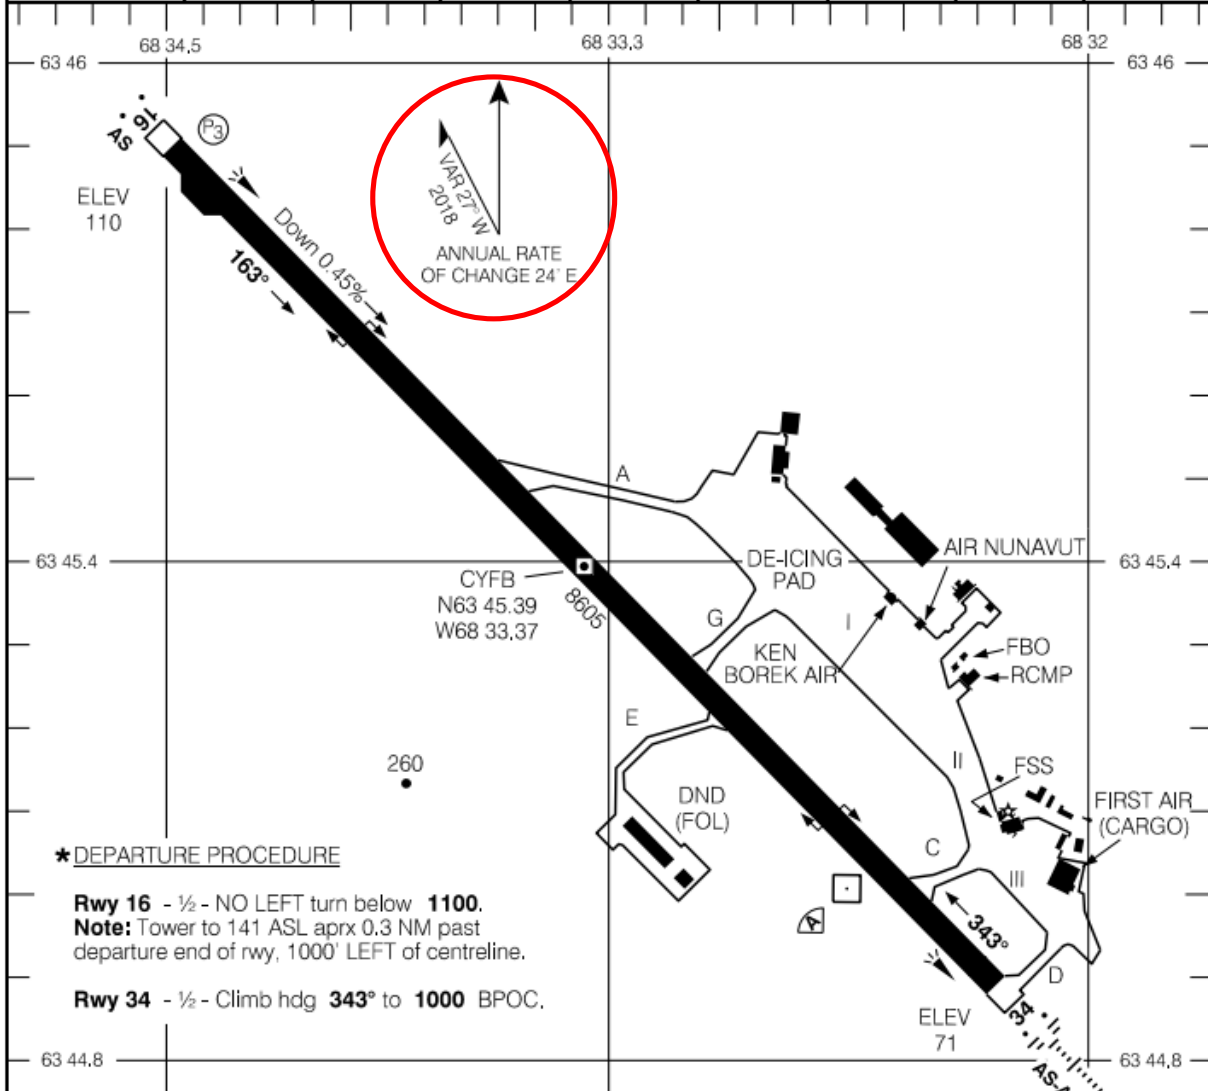 68 34.5
68 33.3
68 32
63 46
63 46
16
AS
P3
ELEV
110
VAR 27° W
2018
ANNUAL RATE
OF CHANGE 24' E
Down 0.45%
163°
A
DE-ICING
PAD
AIR NUNAVUT
63 45.4
63 45.4
CYFB
N63 45.39
W68 33.37
8605
G
I
KEN
BOREK AIR
FBO
RCMP
E
260
II
FSS
DND
(FOL)
FIRST AIR
(CARGO)
C
III
*DEPARTURE PROCEDURE
Rwy 16 - ½ - NO LEFT turn below 1100.
Note: Tower to 141 ASL aprx 0.3 NM past
departure end of rwy, 1000' LEFT of centreline.
Rwy 34 - ½ - Climb hdg 343° to 1000 BPOC.
A
343°
D
ELEV
71
34
63 44.8
63 44.8